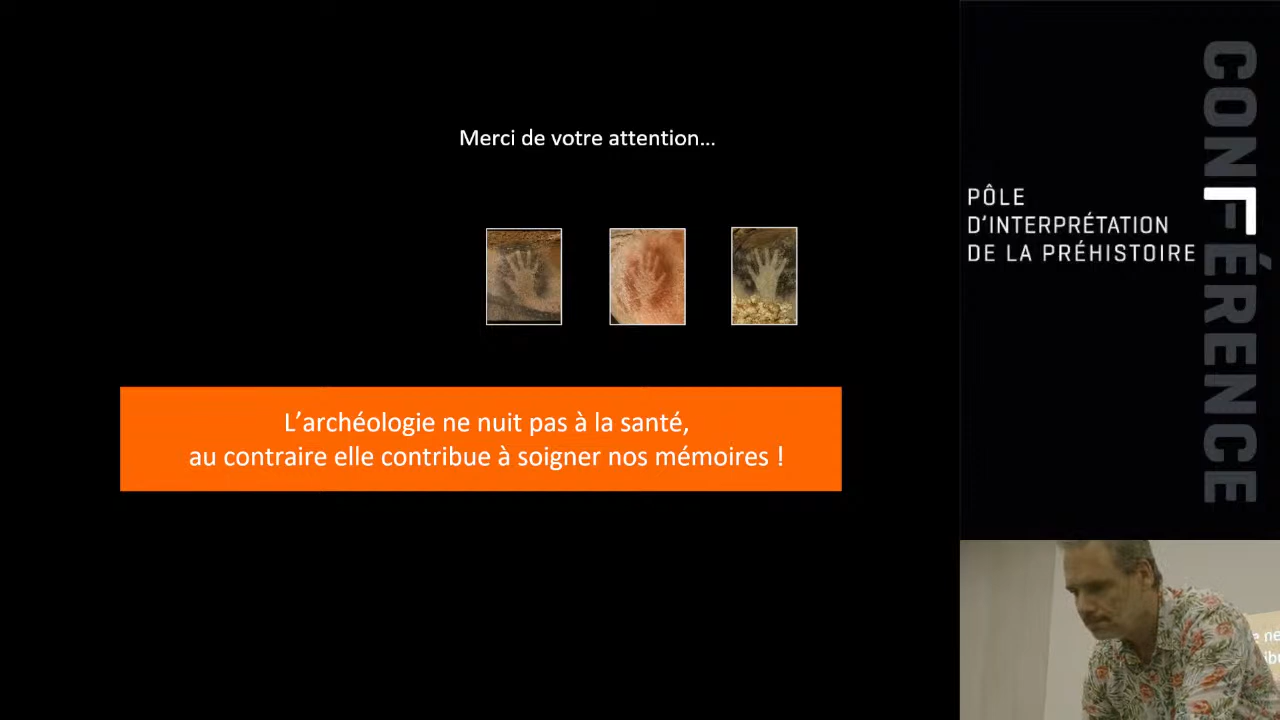 Merci de votre attention...
L'archéologie ne nuit pas à la santé,
au contraire elle contribue à soigner nos mémoires !
PÔLE
D'INTERPRÉTATION
DE LA PRÉHISTOIRE
CONFÉRENCE